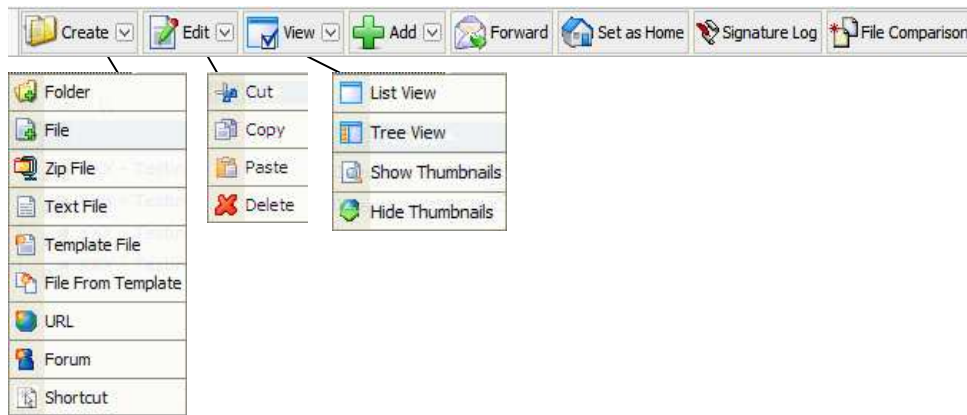 Create Edit View Add Forward Set as Home Signature Log File Comparison
Folder
File
Zip File
Text File
Template File
File From Template
URL
Forum
Shortcut
Cut
Copy
Paste
Delete
List View
Tree View
Show Thumbnails
Hide Thumbnails